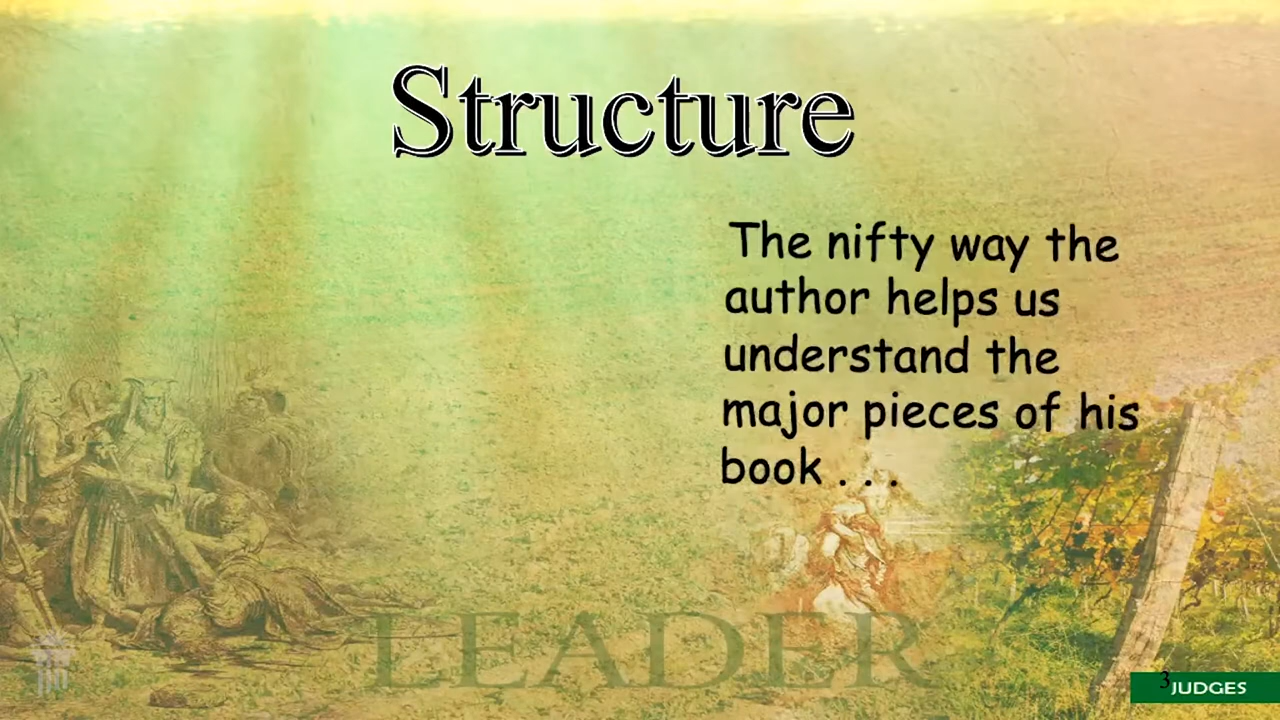 Structure
The nifty way the
author helps us
understand the
major pieces of his
book . . .
LEADER
3
JUDGES